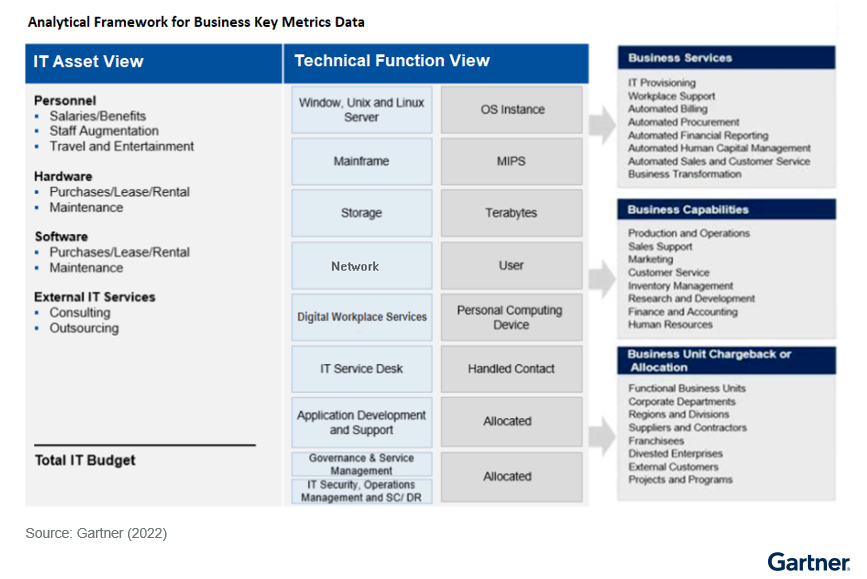 Analytical Framework for Business Key Metrics Data
IT Asset View
Personnel
Salaries/Benefits
Staff Augmentation
Travel and Entertainment
Hardware
Purchases/Lease/Rental
Maintenance
Software
Purchases/Lease/Rental
Maintenance
External IT Services
Consulting
Outsourcing
Total IT Budget
Technical Function View
Window, Unix and Linux
Server
OS Instance
Mainframe
MIPS
Storage
Terabytes
Network
User
Digital Workplace Services
Personal Computing
Device
IT Service Desk
Handled Contact
Application Development
and Support
Allocated
Governance & Service
Management
IT Security, Operations
Management and SC/ DR
Allocated
Business Services
IT Provisioning
Workplace Support
Automated Billing
Automated Procurement
Automated Financial Reporting
Automated Human Capital Management
Automated Sales and Customer Service
Business Transformation
Business Capabilities
Production and Operations
Sales Support
Marketing
Customer Service
Inventory Management
Research and Development
Finance and Accounting
Human Resources
Business Unit Chargeback or
Allocation
Functional Business Units
Corporate Departments
Regions and Divisions
Suppliers and Contractors
Franchisees
Divested Enterprises
External Customers
Projects and Programs
Source: Gartner (2022)
Gartner